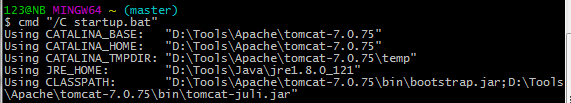 123@NB MINGW64 ~ (master)
$ cmd "/C startup.bat"
Using CATALINA_BASE:   "D:\Tools\Apache\tomcat-7.0.75"
Using CATALINA_HOME:   "D:\Tools\Apache\tomcat-7.0.75"
Using CATALINA_TMPDIR: "D:\Tools\Apache\tomcat-7.0.75\temp"
Using JRE_HOME:        "D:\Tools\Java\jre1.8.0_121"
Using CLASSPATH:       "D:\Tools\Apache\tomcat-7.0.75\bin\bootstrap.jar;D:\Tools
\Apache\tomcat-7.0.75\bin\tomcat-juli.jar"